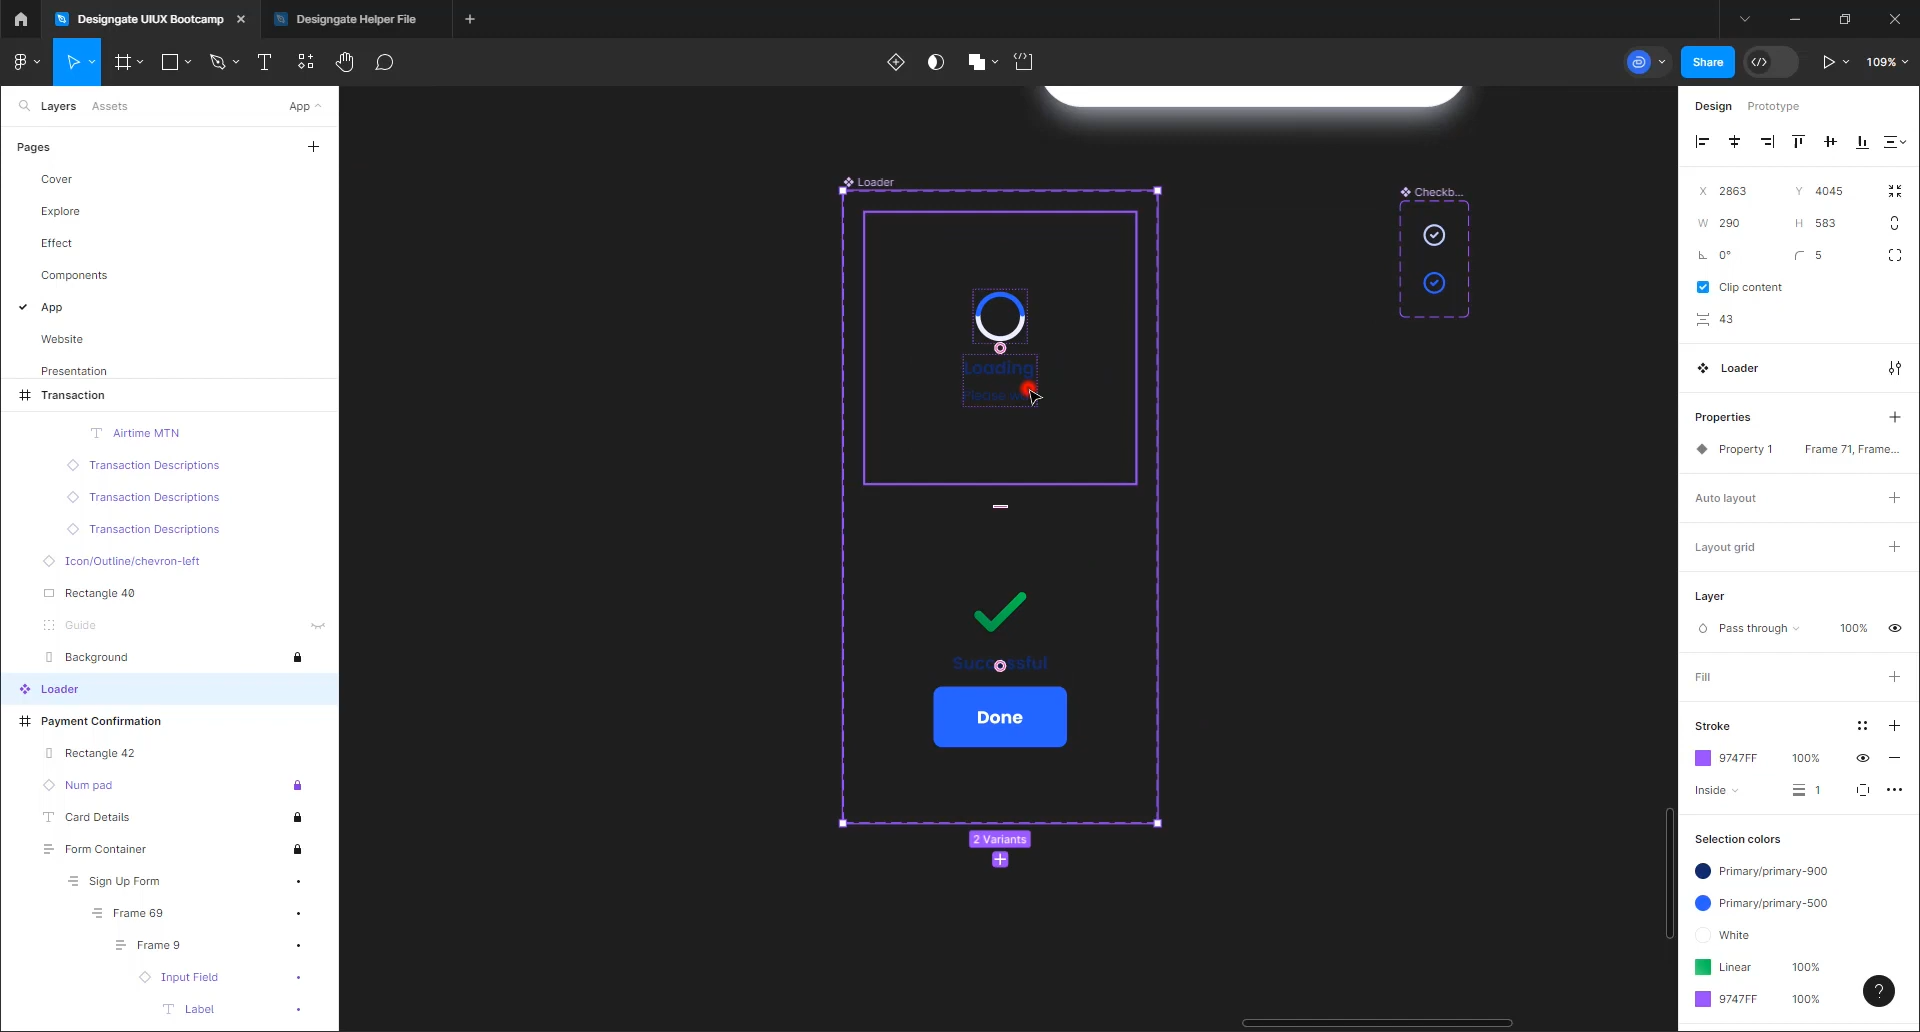 Designgate UIUX Bootcamp
Designgate Helper File
Share
109%
Layers
Assets
App
Pages
Cover
Explore
Effect
Components
App
Website
Presentation
Transaction
Airtime MTN
Transaction Descriptions
Transaction Descriptions
Transaction Descriptions
Icon/Outline/chevron-left
Rectangle 40
Guide
Background
Loader
Payment Confirmation
Rectangle 42
Num pad
Card Details
Form Container
Sign Up Form
Frame 69
Frame 9
Input Field
Label
Loader
Loading
Please
Successful
Done
2 Variants
Checkb...
Design
Prototype
X 2863 Y 4045
W 290 H 583
0° 5
Clip content
43
Loader
Properties
Property 1 Frame 71, Frame...
Auto layout
Layout grid
Layer
Pass through 100%
Fill
Stroke
9747FF 100%
Inside 1
Selection colors
Primary/primary-900
Primary/primary-500
White
Linear 100%
9747FF 100%
?